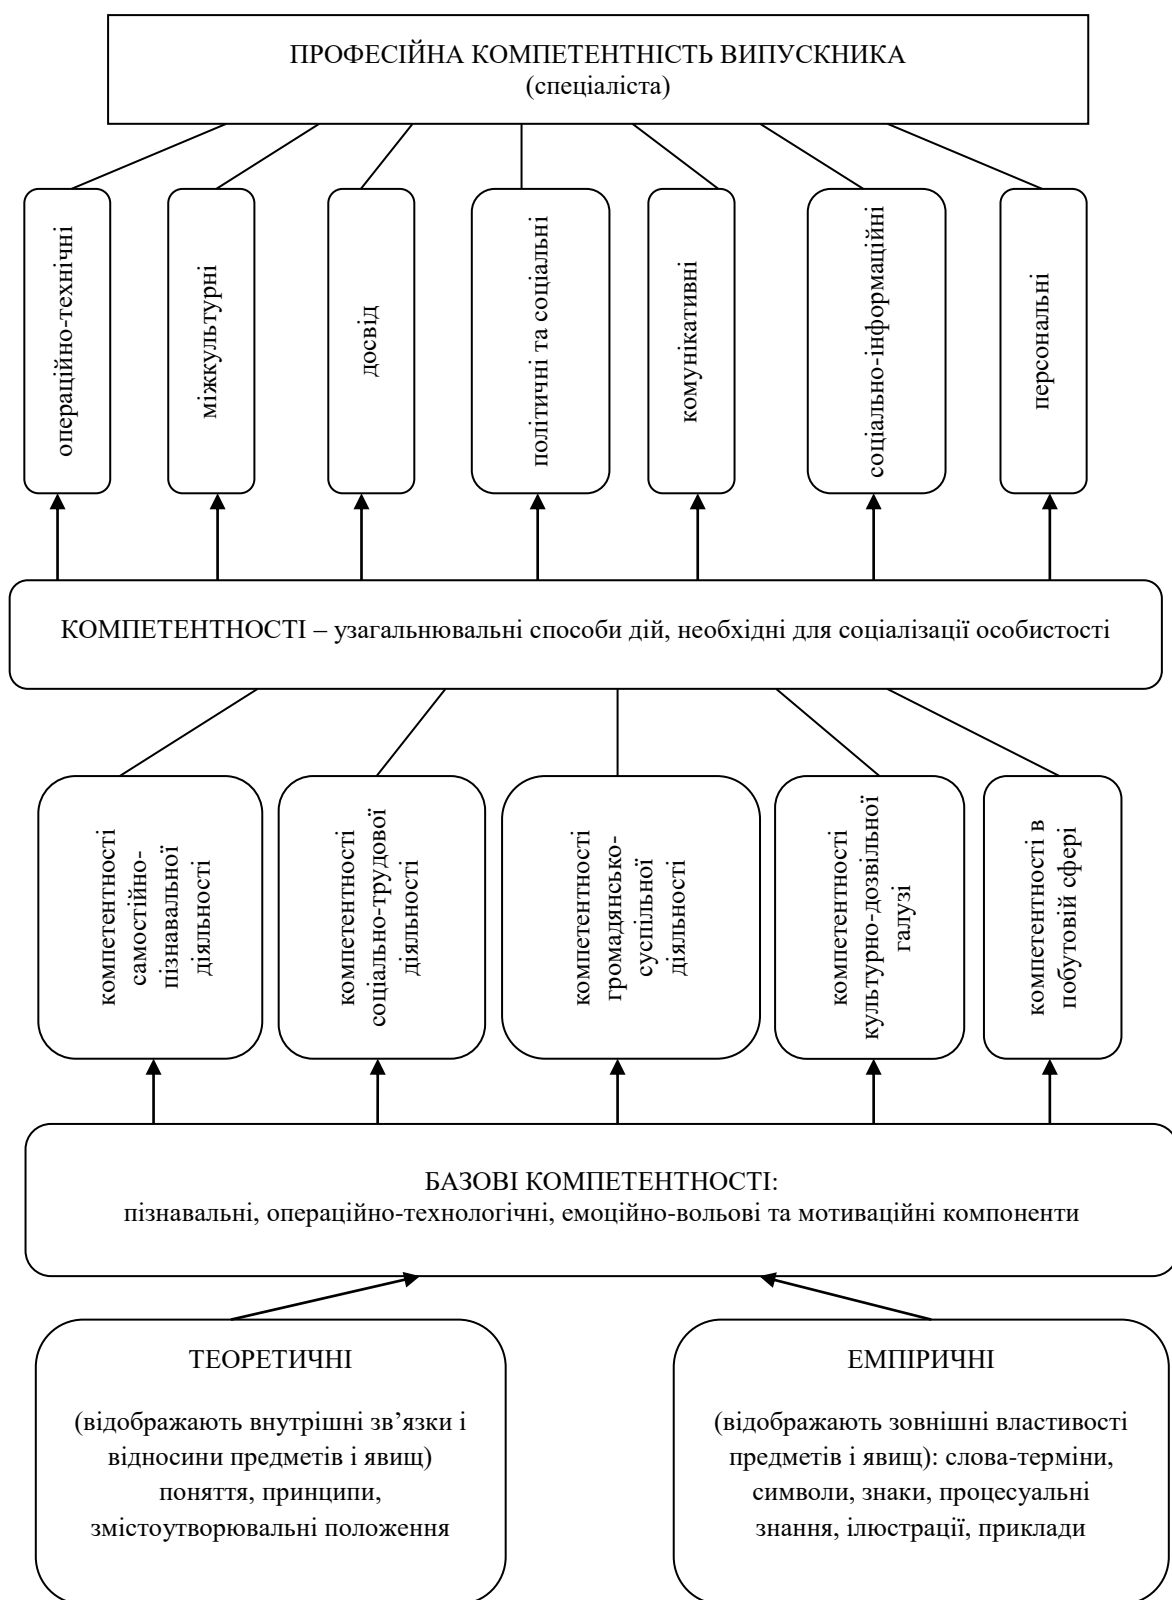 ПРОФЕСІЙНА КОМПЕТЕНТНІСТЬ ВИПУСКНИКА
(спеціаліста)
операційно-технічні
міжкультурні
досвід
політичні та соціальні
комунікативні
соціально-інформаційні
персональні
КОМПЕТЕНТНОСТІ – узагальнювальні способи дій, необхідні для соціалізації особистості
компетентності
самостійно-
пізнавальної
діяльності
компетентності
соціально-трудової
діяльності
компетентності
громадянсько-
суспільної
діяльності
компетентності
культурно-дозвільної
галузі
компетентності в
побутовій сфері
БАЗОВІ КОМПЕТЕНТНОСТІ:
пізнавальні, операційно-технологічні, емоційно-вольові та мотиваційні компоненти
ТЕОРЕТИЧНІ
(відображають внутрішні зв’язки і
відносини предметів і явищ)
поняття, принципи,
змістоутворювальні положення
ЕМПІРИЧНІ
(відображають зовнішні властивості
предметів і явищ): слова-терміни,
символи, знаки, процесуальні
знання, ілюстрації, приклади